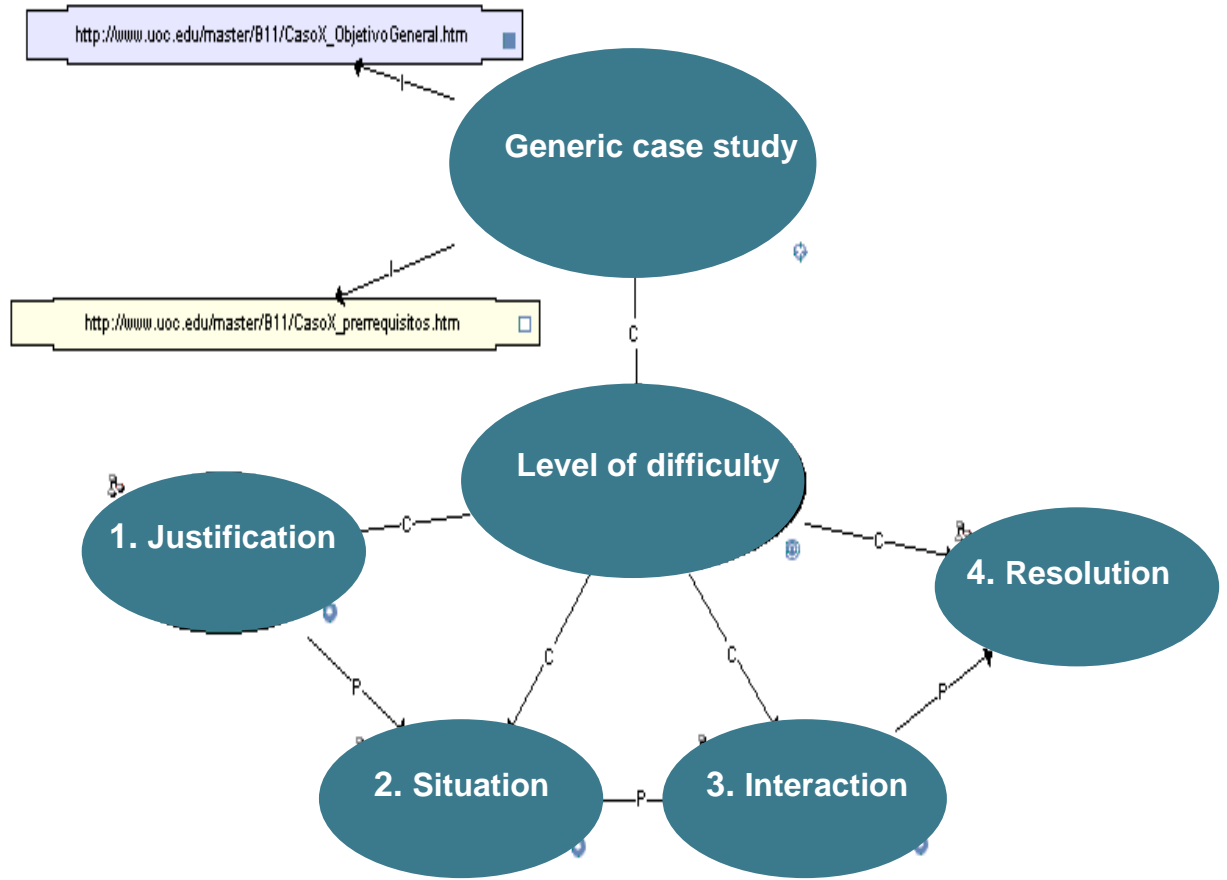 http://www.uoc.edu/master/B11/CasoX_ObjetivoGeneral.htm
I
Generic case study
I
http://www.uoc.edu/master/B11/CasoX_prerrequisitos.htm
C
Level of difficulty
1. Justification
C
C
4. Resolution
P
C
C
P
2. Situation
P
3. Interaction